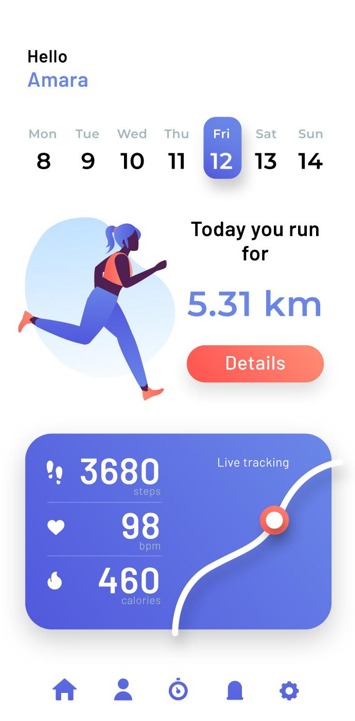 Hello
Amara
Mon Tue Wed Thu Fri Sat Sun
8 9 10 11 12 13 14
Today you run
for
5.31 km
Details
Live tracking
3680
steps
98
bpm
460
calories